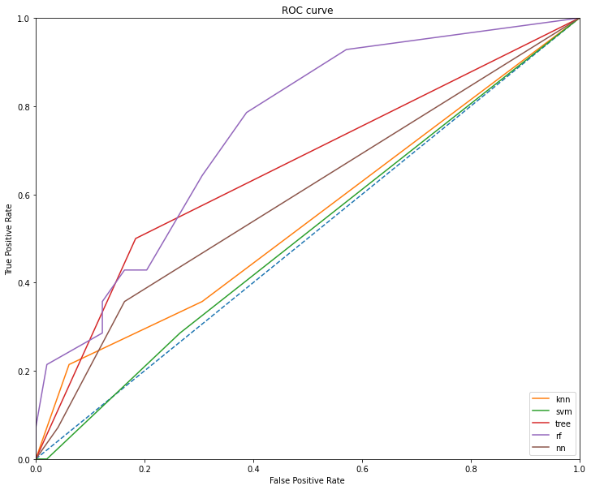 ROC curve
1.0
0.8
0.6
0.4
0.2
0.0
True Positive Rate
0.0 0.2 0.4 0.6 0.8 1.0
False Positive Rate
knn
svm
tree
rf
nn